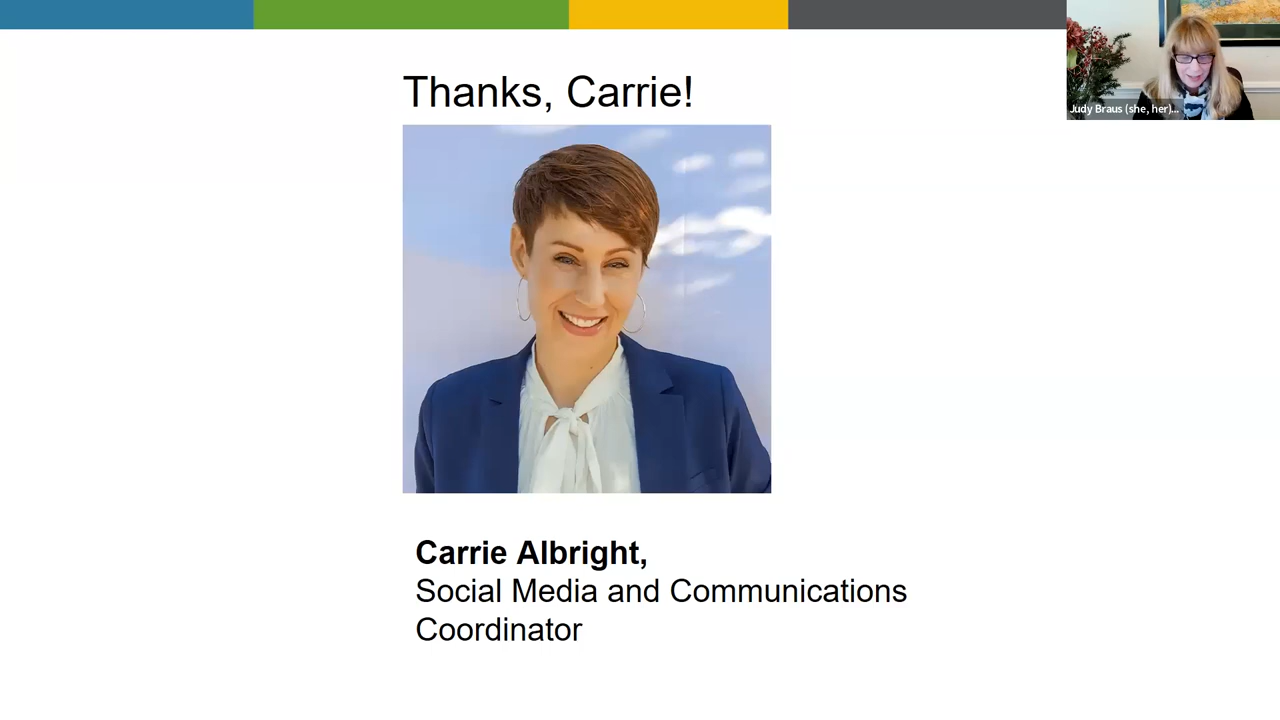 Thanks, Carrie!
Judy Braus (she, her)...
Carrie Albright,
Social Media and Communications
Coordinator